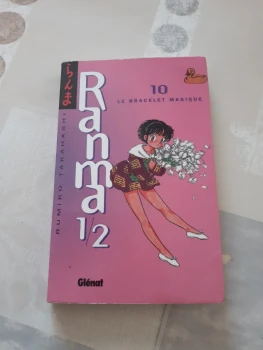 らんま
Ranma
1/2
RUMIKO TAKAHASHI
10
LE BRACELET MAGIQUE
Glénat